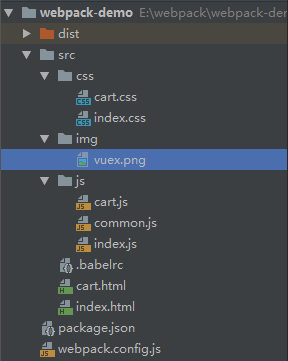 webpack-demo E:\webpack\webpack-der
dist
src
css
cart.css
index.css
img
vuex.png
js
cart.js
common.js
index.js
.babelrc
cart.html
index.html
package.json
webpack.config.js